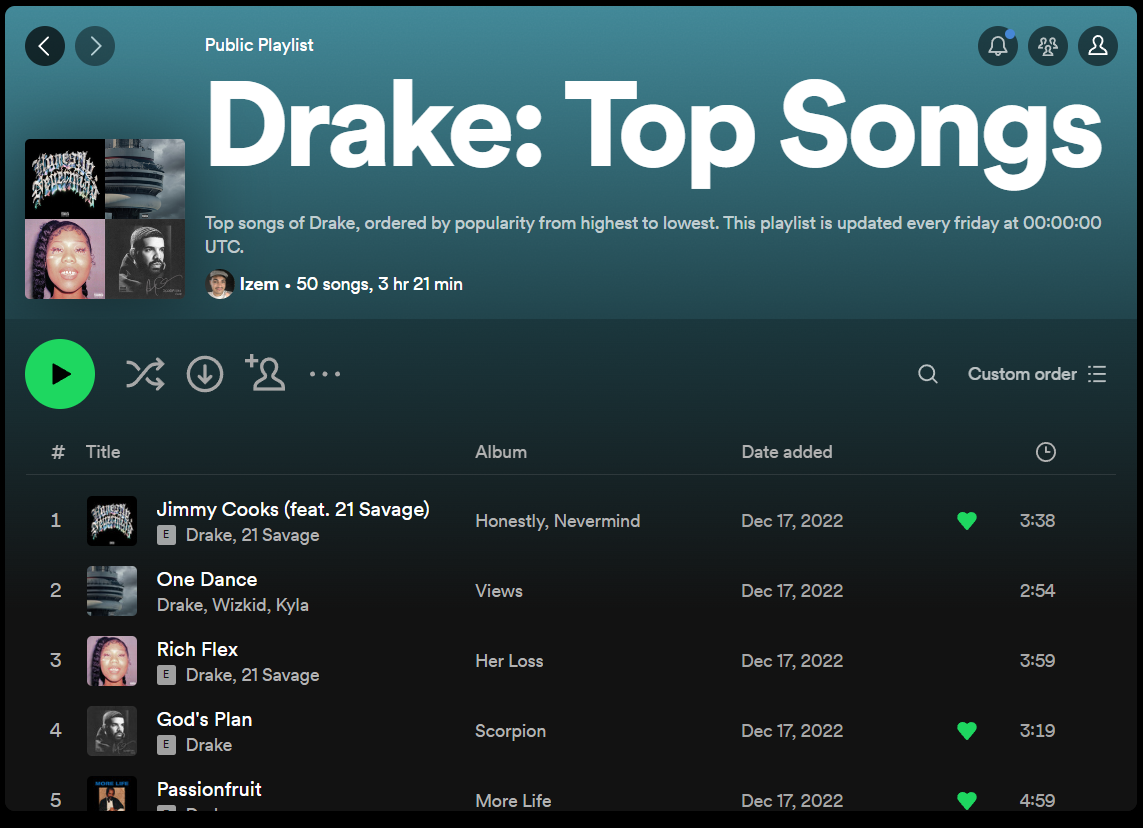 Public Playlist
Drake: Top Songs
Top songs of Drake, ordered by popularity from highest to lowest. This playlist is updated every friday at 00:00:00
UTC.
Izem • 50 songs, 3 hr 21 min
Custom order
# Title Album Date added
1 Jimmy Cooks (feat. 21 Savage) Honestly, Nevermind Dec 17, 2022 3:38
E Drake, 21 Savage
2 One Dance Views Dec 17, 2022 2:54
Drake, Wizkid, Kyla
3 Rich Flex Her Loss Dec 17, 2022 3:59
E Drake, 21 Savage
4 God's Plan Scorpion Dec 17, 2022 3:19
E Drake
MORE LIFE
5 Passionfruit More Life Dec 17, 2022 4:59